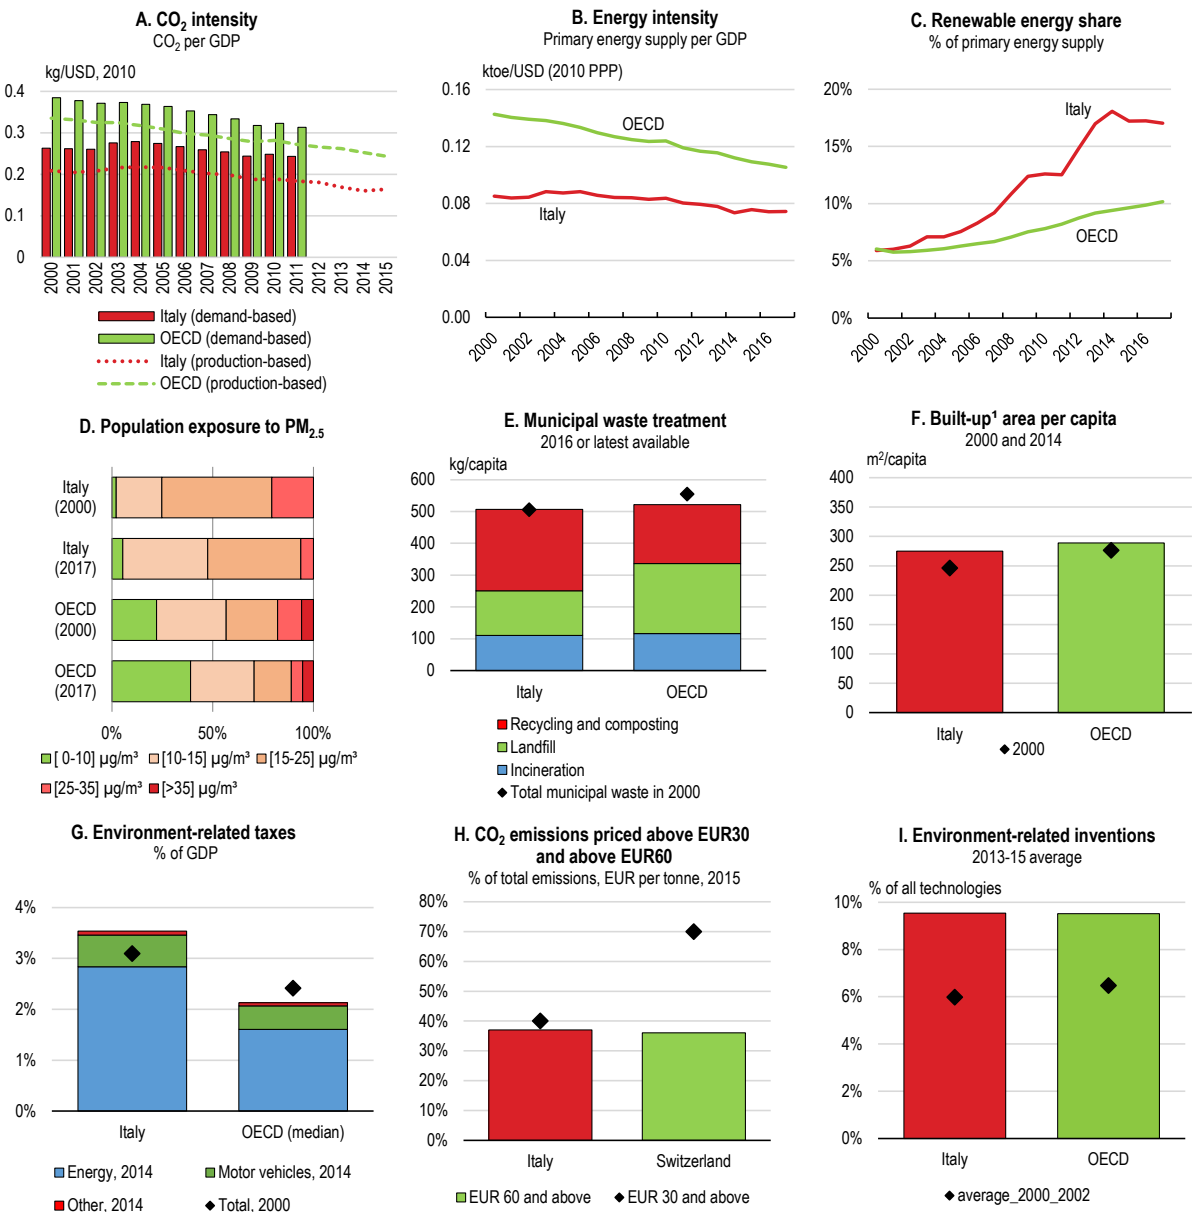 A. CO₂ intensity
CO₂ per GDP
kg/USD, 2010
0.4
0.3
0.2
0.1
0
2000 2001 2002 2003 2004 2005 2006 2007 2008 2009 2010 2011 2012 2013 2014 2015
Italy (demand-based)
OECD (demand-based)
Italy (production-based)
OECD (production-based)
B. Energy intensity
Primary energy supply per GDP
ktoe/USD (2010 PPP)
0.16
OECD
0.12
0.08
Italy
0.04
0.00
2000 2002 2004 2006 2008 2010 2012 2014 2016
C. Renewable energy share
% of primary energy supply
20%
Italy
15%
10%
OECD
5%
0%
2000 2002 2004 2006 2008 2010 2012 2014 2016
D. Population exposure to PM₂.₅
Italy
(2000)
Italy
(2017)
OECD
(2000)
OECD
(2017)
0% 50% 100%
[ 0-10] µg/m³ [10-15] µg/m³ [15-25] µg/m³
[25-35] µg/m³ [>35] µg/m³
E. Municipal waste treatment
2016 or latest available
kg/capita
600
500
400
300
200
100
0
Italy OECD
Recycling and composting
Landfill
Incineration
Total municipal waste in 2000
F. Built-up¹ area per capita
2000 and 2014
m²/capita
400
350
300
250
200
150
100
50
0
Italy OECD
2000
G. Environment-related taxes
% of GDP
4%
3%
2%
1%
0%
Italy OECD (median)
Energy, 2014 Motor vehicles, 2014
Other, 2014 Total, 2000
H. CO₂ emissions priced above EUR30
and above EUR60
% of total emissions, EUR per tonne, 2015
80%
70%
60%
50%
40%
30%
20%
10%
0%
Italy Switzerland
EUR 60 and above EUR 30 and above
I. Environment-related inventions
2013-15 average
% of all technologies
10%
8%
6%
4%
2%
0%
Italy OECD
average_2000_2002